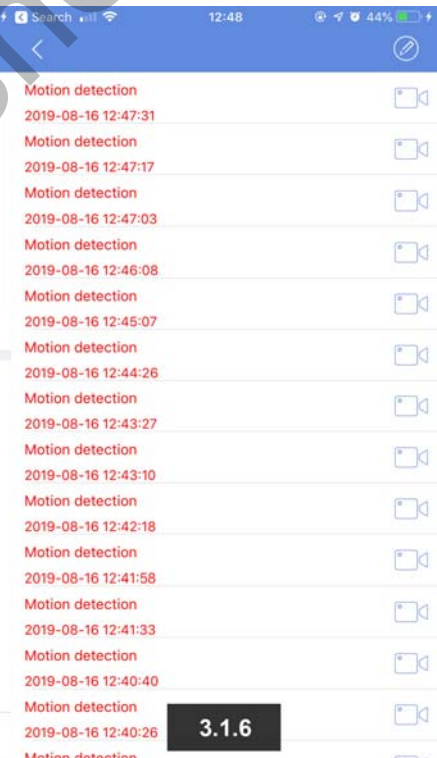 Search 12:48 44%
Motion detection
2019-08-16 12:47:31
Motion detection
2019-08-16 12:47:17
Motion detection
2019-08-16 12:47:03
Motion detection
2019-08-16 12:46:08
Motion detection
2019-08-16 12:45:07
Motion detection
2019-08-16 12:44:26
Motion detection
2019-08-16 12:43:27
Motion detection
2019-08-16 12:43:10
Motion detection
2019-08-16 12:42:18
Motion detection
2019-08-16 12:41:58
Motion detection
2019-08-16 12:41:33
Motion detection
2019-08-16 12:40:40
Motion detection
2019-08-16 12:40:26
3.1.6
Motion detection